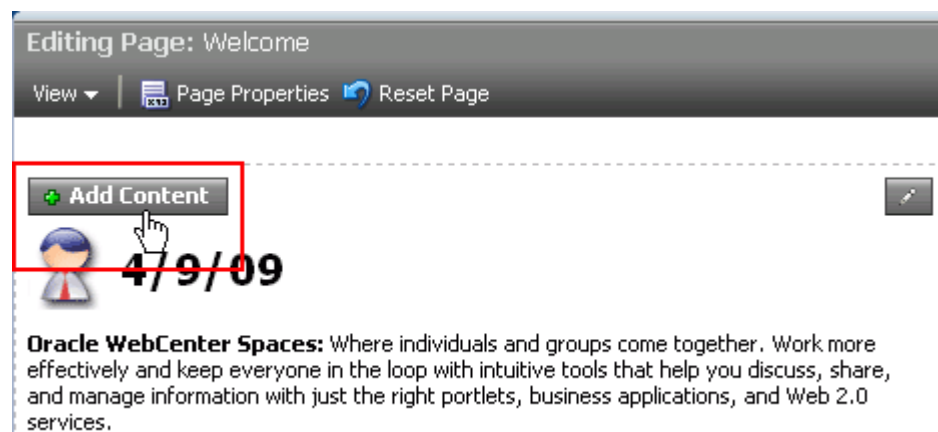 Editing Page: Welcome
View Page Properties Reset Page
Add Content
4/9/09
Oracle WebCenter Spaces: Where individuals and groups come together. Work more
effectively and keep everyone in the loop with intuitive tools that help you discuss, share,
and manage information with just the right portlets, business applications, and Web 2.0
services.